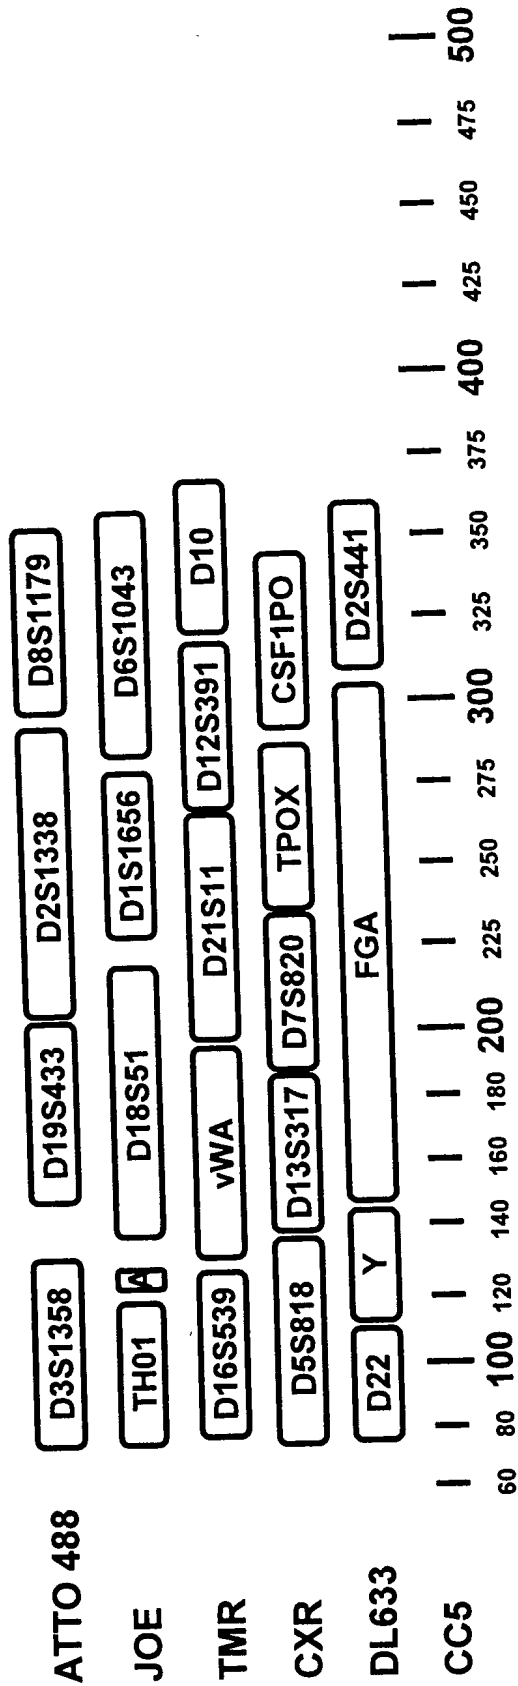 ATTO 488 D3S1358 D19S433 D2S1338 D8S1179
JOE TH01 A D18S51 D1S1656 D6S1043
TMR D16S539 vWA D21S11 D12S391 D10
CXR D5S818 D13S317 D7S820 TPOX CSF1PO
DL633 D22 Y FGA D2S441
CC5 60 80 100 120 140 160 180 200 225 250 275 300 325 350 375 400 425 450 475 500